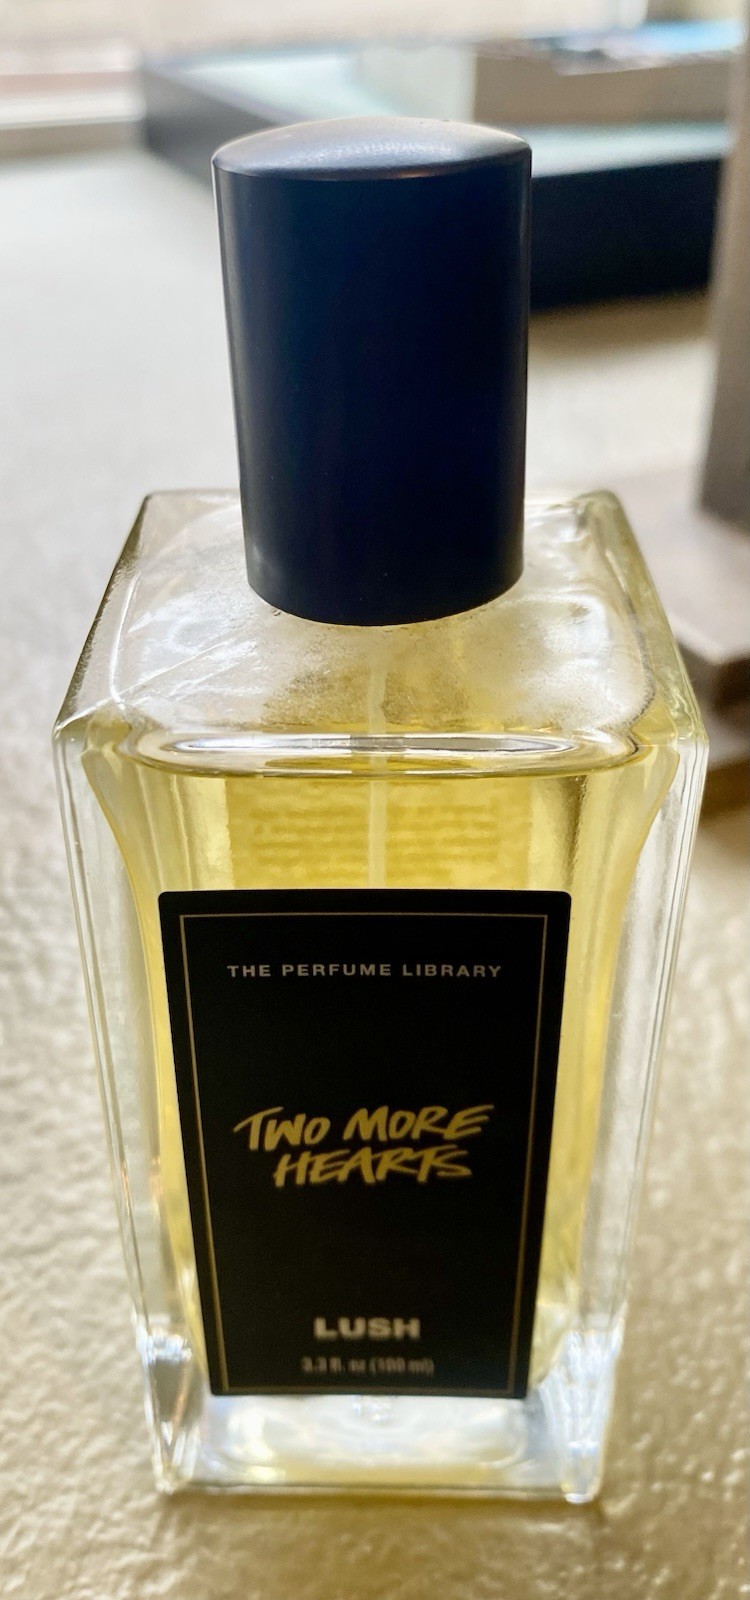 THE PERFUME LIBRARY
TWO MORE
HEARTS
LUSH
3.3 fl. oz (100 ml)